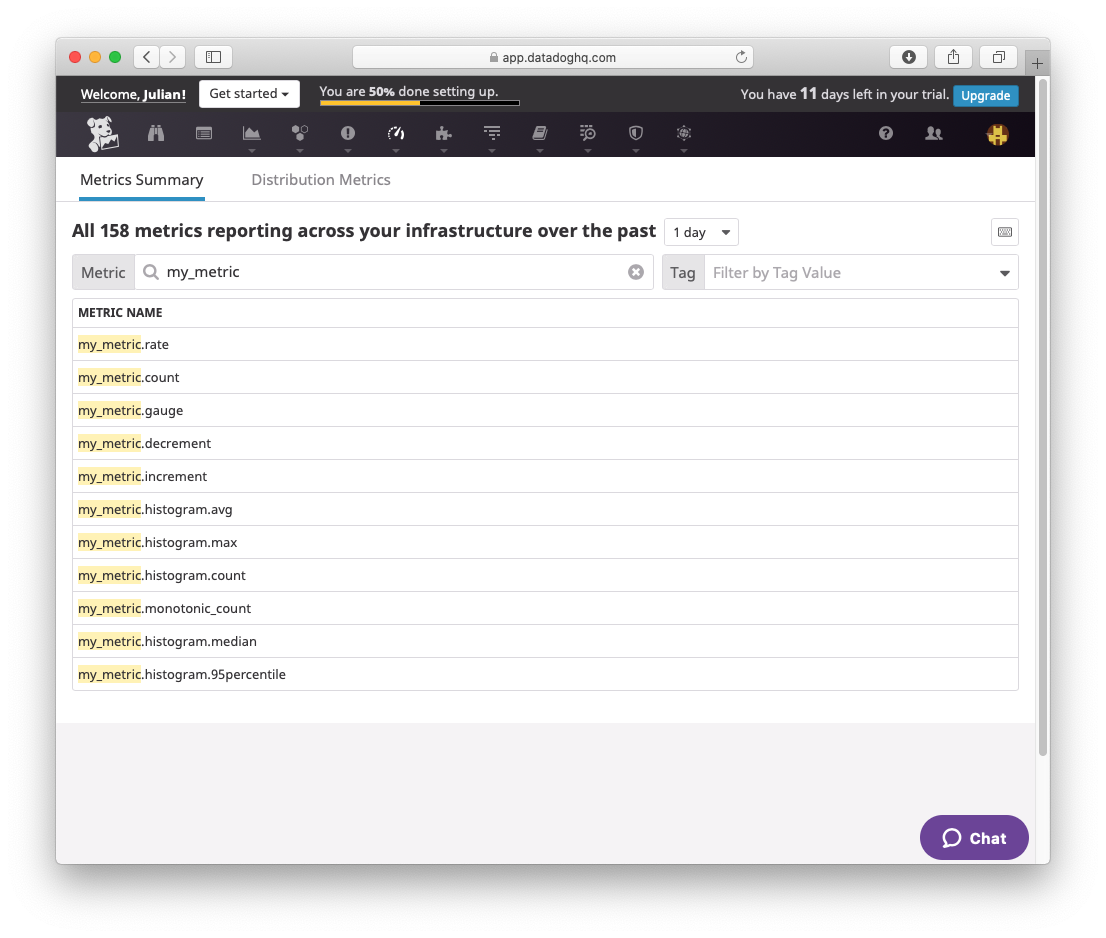 app.datadoghq.com
Welcome, Julian!
Get started
You are 50% done setting up.
You have 11 days left in your trial.
Upgrade
Metrics Summary
Distribution Metrics
All 158 metrics reporting across your infrastructure over the past
1 day
Metric
my_metric
Tag
Filter by Tag Value
METRIC NAME
my_metric.rate
my_metric.count
my_metric.gauge
my_metric.decrement
my_metric.increment
my_metric.histogram.avg
my_metric.histogram.max
my_metric.histogram.count
my_metric.monotonic_count
my_metric.histogram.median
my_metric.histogram.95percentile
Chat